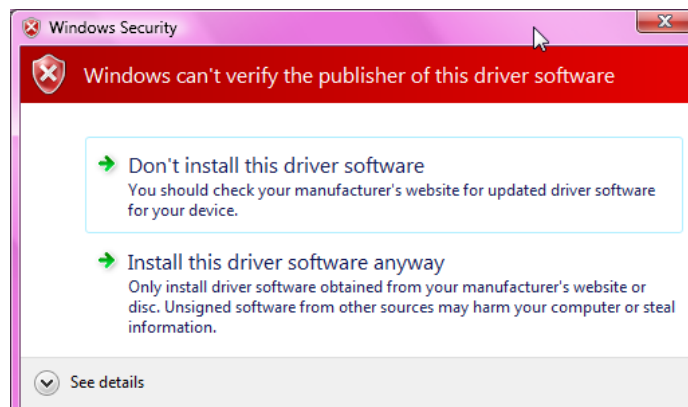 Windows Security
Windows can't verify the publisher of this driver software
Don't install this driver software
You should check your manufacturer's website for updated driver software
for your device.
Install this driver software anyway
Only install driver software obtained from your manufacturer's website or
disc. Unsigned software from other sources may harm your computer or steal
information.
See details